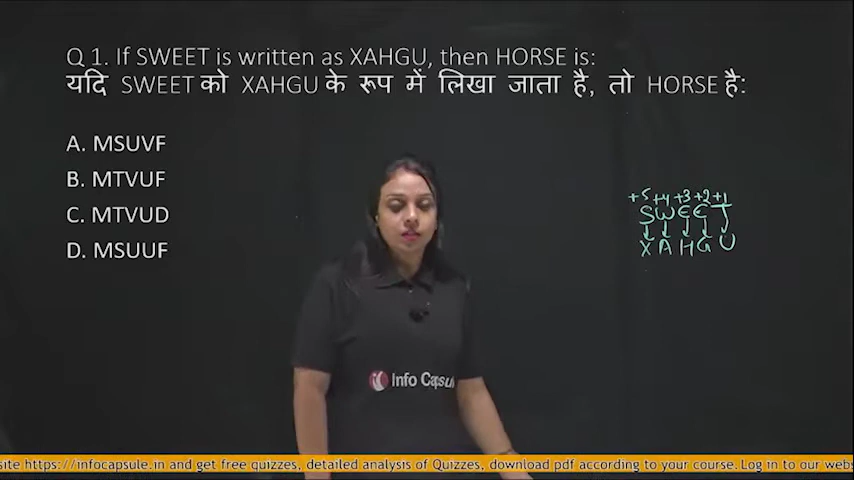 Q 1. If SWEET is written as XAHGU, then HORSE is:
यदि SWEET को XAHGU के रूप में लिखा जाता है, तो HORSE है:
A. MSUVF
B. MTVUF
C. MTVUD
D. MSUUF
+5 +4 +3 +2 +1
SWEET
XAHGU
Info Capsul
site https://infocapsule.in and get free quizzes, detailed analysis of Quizzes, download pdf according to your course. Log in to our webs